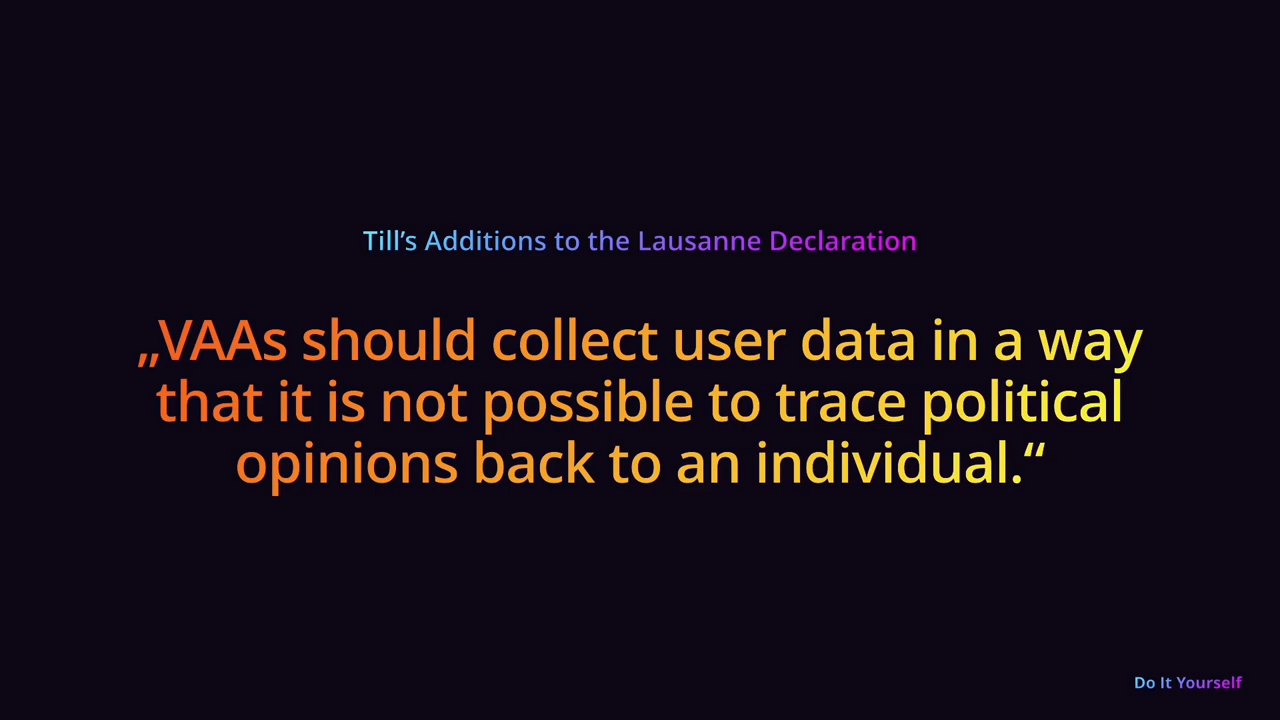 Till’s Additions to the Lausanne Declaration
„VAAs should collect user data in a way
that it is not possible to trace political
opinions back to an individual.“
Do It Yourself